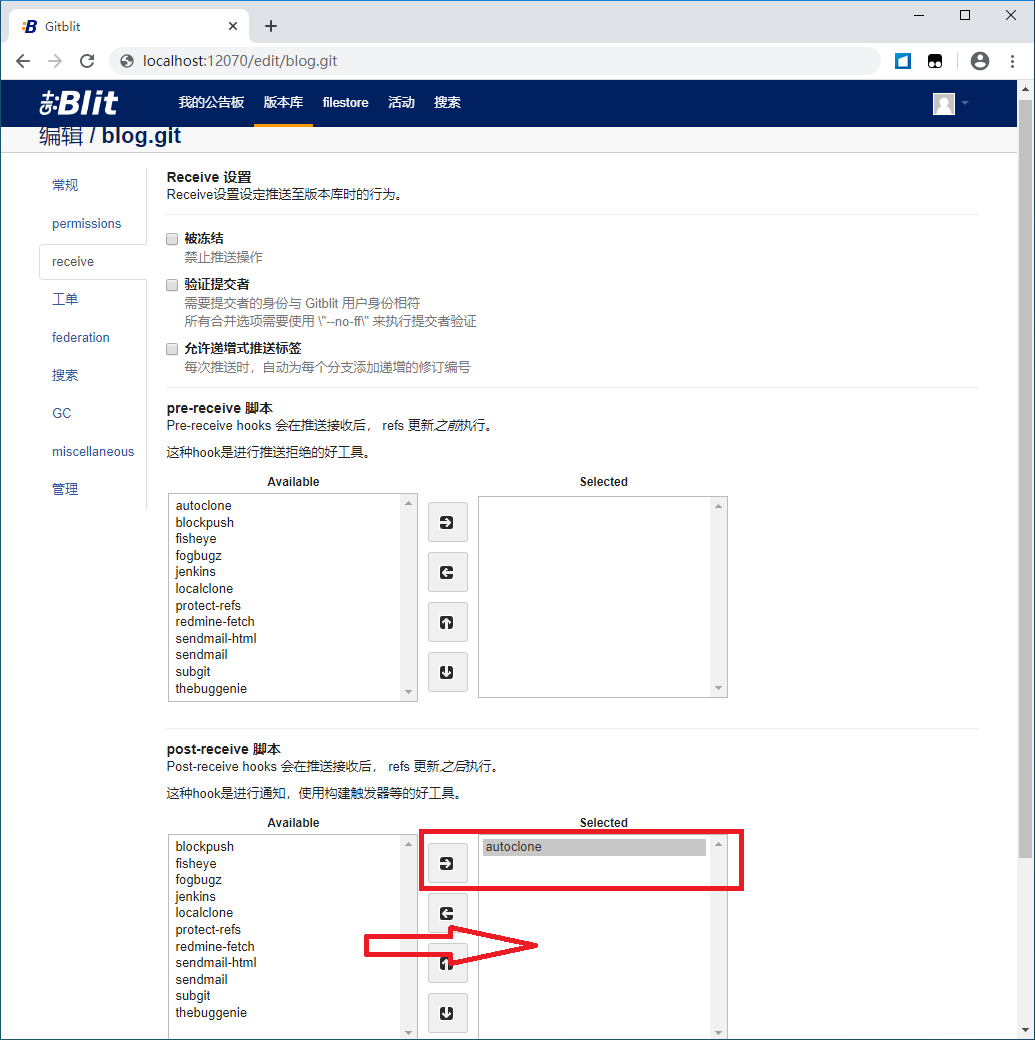 Gitblit
localhost:12070/edit/blog.git
Blit 我的公告板 版本库 filestore 活动 搜索
编辑 / blog.git
常规
permissions
receive
工单
federation
搜索
GC
miscellaneous
管理
Receive 设置
Receive设置设定推送至版本库时的行为。
被冻结
禁止推送操作
验证提交者
需要提交者的身份与 Gitblit 用户身份相符
所有合并选项需要使用 \"--no-ff\" 来执行提交者验证
允许递增式推送标签
每次推送时，自动为每个分支添加递增的修订编号
pre-receive 脚本
Pre-receive hooks 会在推送接收后， refs 更新之前执行。
这种hook是进行推送拒绝的好工具。
Available
autoclone
blockpush
fisheye
fogbugz
jenkins
localclone
protect-refs
redmine-fetch
sendmail-html
sendmail
subgit
thebuggenie
Selected
post-receive 脚本
Post-receive hooks 会在推送接收后， refs 更新之后执行。
这种hook是进行通知，使用构建触发器等的好工具。
Available
blockpush
fisheye
fogbugz
jenkins
localclone
protect-refs
redmine-fetch
sendmail-html
sendmail
subgit
thebuggenie
Selected
autoclone